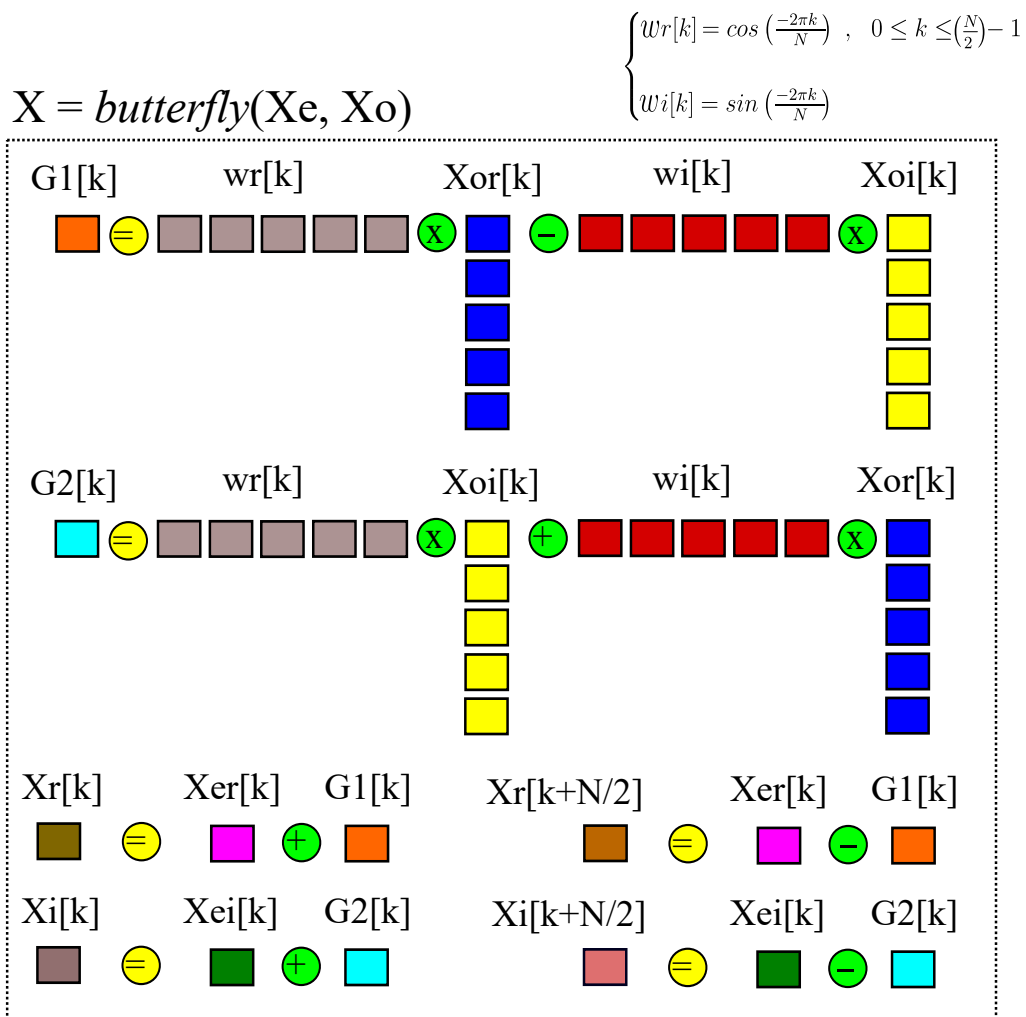 Wr[k] = cos (−2πk/N) , 0 ≤ k ≤ (N/2) − 1
Wi[k] = sin (−2πk/N)
X = butterfly(Xe, Xo)
G1[k] wr[k] Xor[k] wi[k] Xoi[k]
= x − x
G2[k] wr[k] Xoi[k] wi[k] Xor[k]
= x + x
Xr[k] Xer[k] G1[k] Xr[k+N/2] Xer[k] G1[k]
= + = −
Xi[k] Xei[k] G2[k] Xi[k+N/2] Xei[k] G2[k]
= + = −